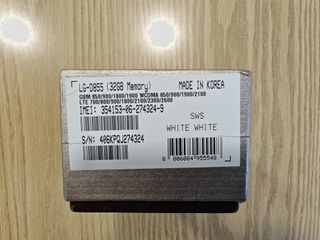 LG-D855 (32GB Memory) MADE IN KOREA
GSM 850/900/1800/1900 WCDMA 850/900/1900/2100
LTE 700/800/900/1800/2100/2300/2600
IMEI: 354153-06-274324-9
SWS
WHITE WHITE
S/N: 406KPQJ274324
8 806084 955548